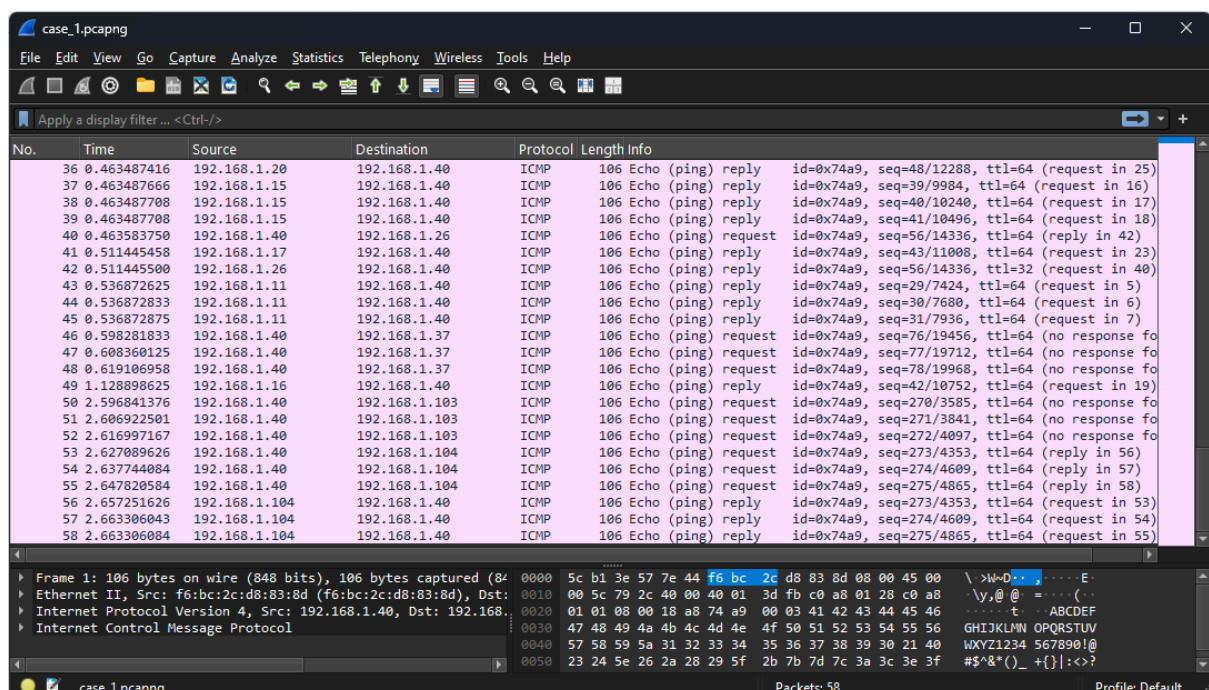 case_1.pcapng
File Edit View Go Capture Analyze Statistics Telephony Wireless Tools Help
Apply a display filter ... <Ctrl-/>
No. Time Source Destination Protocol Length Info
36 0.463487416 192.168.1.20 192.168.1.40 ICMP 106 Echo (ping) reply id=0x74a9, seq=48/12288, ttl=64 (request in 25)
37 0.463487666 192.168.1.15 192.168.1.40 ICMP 106 Echo (ping) reply id=0x74a9, seq=39/9984, ttl=64 (request in 16)
38 0.463487708 192.168.1.15 192.168.1.40 ICMP 106 Echo (ping) reply id=0x74a9, seq=40/10240, ttl=64 (request in 17)
39 0.463487708 192.168.1.15 192.168.1.40 ICMP 106 Echo (ping) reply id=0x74a9, seq=41/10496, ttl=64 (request in 18)
40 0.463583750 192.168.1.40 192.168.1.26 ICMP 106 Echo (ping) request id=0x74a9, seq=56/14336, ttl=64 (reply in 42)
41 0.511445458 192.168.1.17 192.168.1.40 ICMP 106 Echo (ping) reply id=0x74a9, seq=43/11008, ttl=64 (request in 23)
42 0.511445500 192.168.1.26 192.168.1.40 ICMP 106 Echo (ping) reply id=0x74a9, seq=56/14336, ttl=32 (request in 40)
43 0.536872625 192.168.1.11 192.168.1.40 ICMP 106 Echo (ping) reply id=0x74a9, seq=29/7424, ttl=64 (request in 5)
44 0.536872833 192.168.1.11 192.168.1.40 ICMP 106 Echo (ping) reply id=0x74a9, seq=30/7680, ttl=64 (request in 6)
45 0.536872875 192.168.1.11 192.168.1.40 ICMP 106 Echo (ping) reply id=0x74a9, seq=31/7936, ttl=64 (request in 7)
46 0.598281833 192.168.1.40 192.168.1.37 ICMP 106 Echo (ping) request id=0x74a9, seq=76/19456, ttl=64 (no response fo
47 0.608360125 192.168.1.40 192.168.1.37 ICMP 106 Echo (ping) request id=0x74a9, seq=77/19712, ttl=64 (no response fo
48 0.619106958 192.168.1.40 192.168.1.37 ICMP 106 Echo (ping) request id=0x74a9, seq=78/19968, ttl=64 (no response fo
49 1.128898625 192.168.1.16 192.168.1.40 ICMP 106 Echo (ping) reply id=0x74a9, seq=42/10752, ttl=64 (request in 19)
50 2.596841376 192.168.1.40 192.168.1.103 ICMP 106 Echo (ping) request id=0x74a9, seq=270/3585, ttl=64 (no response fo
51 2.606922501 192.168.1.40 192.168.1.103 ICMP 106 Echo (ping) request id=0x74a9, seq=271/3841, ttl=64 (no response fo
52 2.616997167 192.168.1.40 192.168.1.103 ICMP 106 Echo (ping) request id=0x74a9, seq=272/4097, ttl=64 (no response fo
53 2.627089626 192.168.1.40 192.168.1.104 ICMP 106 Echo (ping) request id=0x74a9, seq=273/4353, ttl=64 (reply in 56)
54 2.637744084 192.168.1.40 192.168.1.104 ICMP 106 Echo (ping) request id=0x74a9, seq=274/4609, ttl=64 (reply in 57)
55 2.647820584 192.168.1.40 192.168.1.104 ICMP 106 Echo (ping) request id=0x74a9, seq=275/4865, ttl=64 (reply in 58)
56 2.657251626 192.168.1.104 192.168.1.40 ICMP 106 Echo (ping) reply id=0x74a9, seq=273/4353, ttl=64 (request in 53)
57 2.663306043 192.168.1.104 192.168.1.40 ICMP 106 Echo (ping) reply id=0x74a9, seq=274/4609, ttl=64 (request in 54)
58 2.663306084 192.168.1.104 192.168.1.40 ICMP 106 Echo (ping) reply id=0x74a9, seq=275/4865, ttl=64 (request in 55)
Frame 1: 106 bytes on wire (848 bits), 106 bytes captured (84
Ethernet II, Src: f6:bc:2c:d8:83:8d (f6:bc:2c:d8:83:8d), Dst:
Internet Protocol Version 4, Src: 192.168.1.40, Dst: 192.168.
Internet Control Message Protocol
0000 5c b1 3e 57 7e 44 f6 bc 2c d8 83 8d 08 00 45 00 \·>W~D·· ,·····E·
0010 00 5c 79 2c 40 00 40 01 3d fb c0 a8 01 28 c0 a8 ·\y,@·@· =····(··
0020 01 01 08 00 18 a8 74 a9 00 03 41 42 43 44 45 46 ······t· ··ABCDEF
0030 47 48 49 4a 4b 4c 4d 4e 4f 50 51 52 53 54 55 56 GHIJKLMN OPQRSTUV
0040 57 58 59 5a 31 32 33 34 35 36 37 38 39 30 21 40 WXYZ1234 567890!@
0050 23 24 5e 26 2a 28 29 5f 2b 7b 7d 7c 3a 3c 3e 3f #$^&*()_ +{}|:<>?
case_1.pcapng Packets: 58 Profile: Default